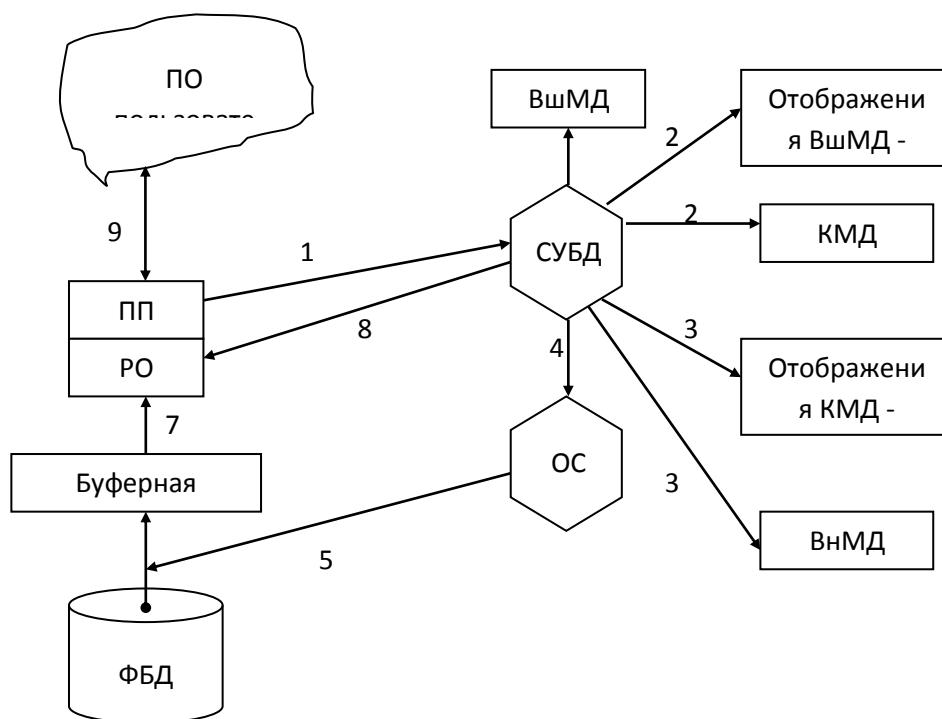 ПО
ВшМД
2
Отображени
я ВшМД -
9
1
СУБД
2
КМД
ПП
8
РО
4
3
Отображени
я КМД -
7
Буферная
ОС
3
ВнМД
5
ФБД